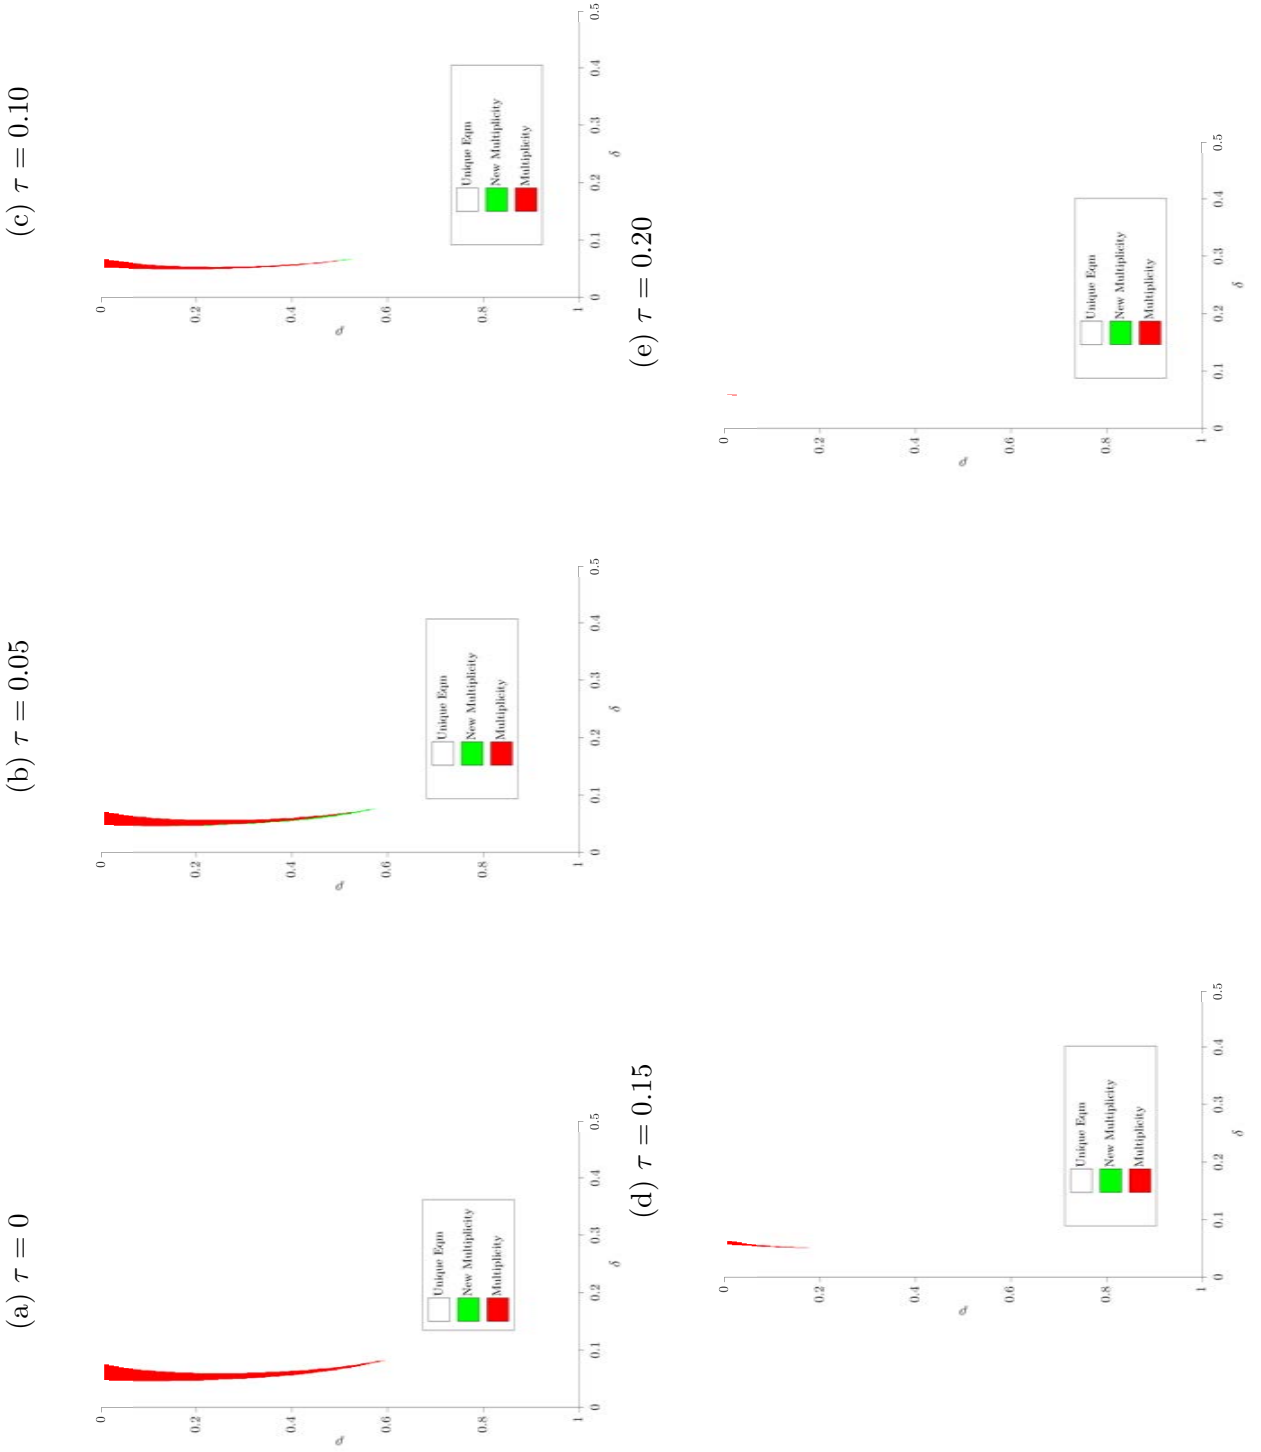 (a) τ = 0
0
0.2
0.4
0.6
0.8
1
Unique Eqm
New Multiplicity
Multiplicity
0 0.1 0.2 0.3 0.4 0.5
δ
(b) τ = 0.05
0
0.2
0.4
0.6
0.8
1
Unique Eqm
New Multiplicity
Multiplicity
0 0.1 0.2 0.3 0.4 0.5
δ
(c) τ = 0.10
0
0.2
0.4
0.6
0.8
1
Unique Eqm
New Multiplicity
Multiplicity
0 0.1 0.2 0.3 0.4 0.5
δ
(d) τ = 0.15
0
0.2
0.4
0.6
0.8
1
Unique Eqm
New Multiplicity
Multiplicity
0 0.1 0.2 0.3 0.4 0.5
δ
(e) τ = 0.20
0
0.2
0.4
0.6
0.8
1
Unique Eqm
New Multiplicity
Multiplicity
0 0.1 0.2 0.3 0.4 0.5
δ